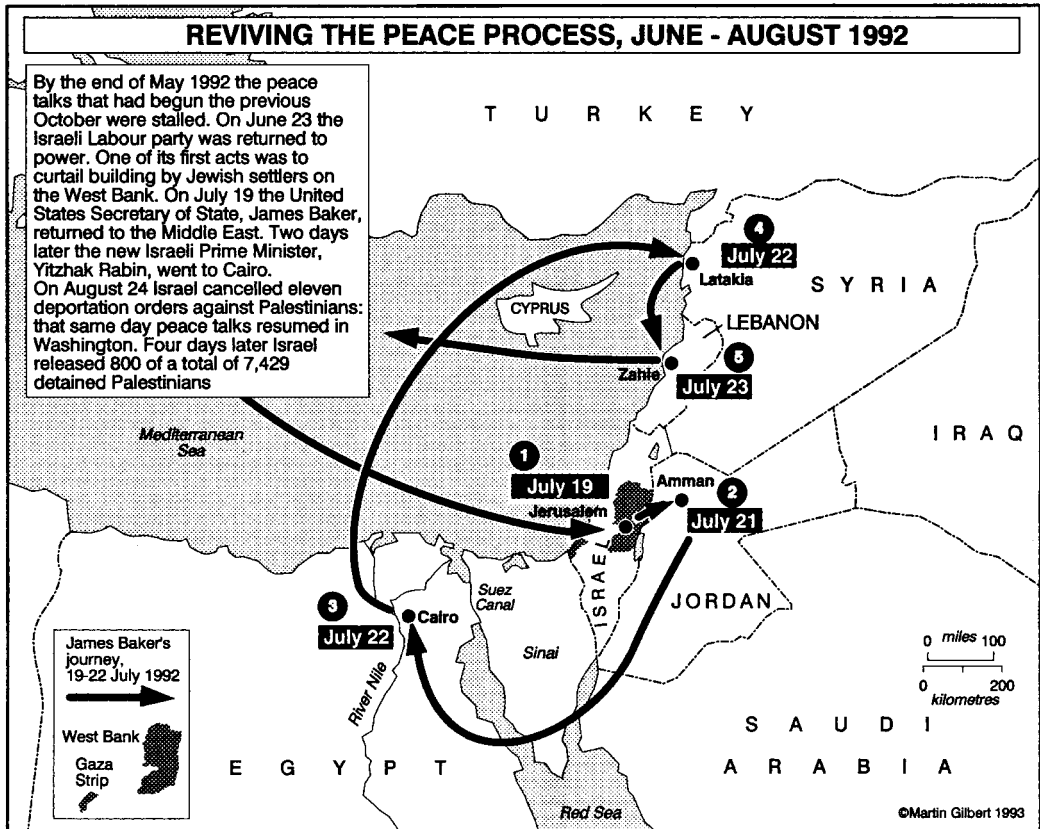 REVIVING THE PEACE PROCESS, JUNE - AUGUST 1992
By the end of May 1992 the peace
talks that had begun the previous
October were stalled. On June 23 the
Israeli Labour party was returned to
power. One of its first acts was to
curtail building by Jewish settlers on
the West Bank. On July 19 the United
States Secretary of State, James Baker,
returned to the Middle East. Two days
later the new Israeli Prime Minister,
Yitzhak Rabin, went to Cairo.
On August 24 Israel cancelled eleven
deportation orders against Palestinians:
that same day peace talks resumed in
Washington. Four days later Israel
released 800 of a total of 7,429
detained Palestinians
TURKEY
4
July 22
Latakia
SYRIA
CYPRUS
LEBANON
5
Zahle
July 23
Mediterranean
Sea
IRAQ
1
July 19
Jerusalem
Amman
2
July 21
ISRAEL
JORDAN
3
July 22
Cairo
Suez
Canal
Sinai
River Nile
EGYPT
Red Sea
SAUDI
ARABIA
0 miles 100
0 200
kilometres
James Baker's
journey,
19-22 July 1992
West Bank
Gaza
Strip
©Martin Gilbert 1993